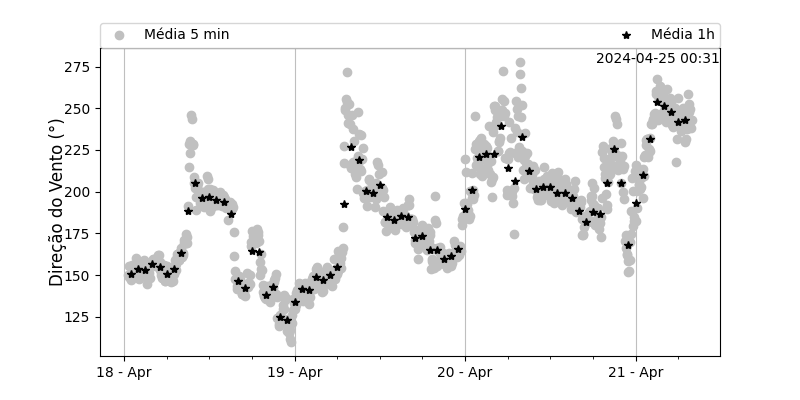 Média 5 min
Média 1h
2024-04-25 00:31
Direção do Vento (°)
275
250
225
200
175
150
125
18 - Apr
19 - Apr
20 - Apr
21 - Apr